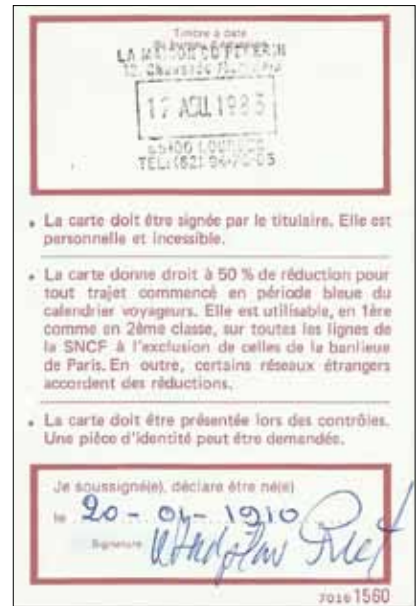 Timbre à date
LA MAISON DU PELERIN
12, Chaussée
17 AOU. 1983
65100 LOURDES
TEL: (62) 94-70-05
• La carte doit être signée par le titulaire. Elle est
personnelle et incessible.
• La carte donne droit à 50 % de réduction pour
tout trajet commencé en période bleue du
calendrier voyageurs. Elle est utilisable, en 1ère
comme en 2ème classe, sur toutes les lignes de
la SNCF à l'exclusion de celles de la banlieue
de Paris. En outre, certains réseaux étrangers
accordent des réductions.
• La carte doit être présentée lors des contrôles.
Une pièce d'identité peut être demandée.
Je soussigné(e), déclare être né(e)
le 20-01-1910
Signature
7016 1560